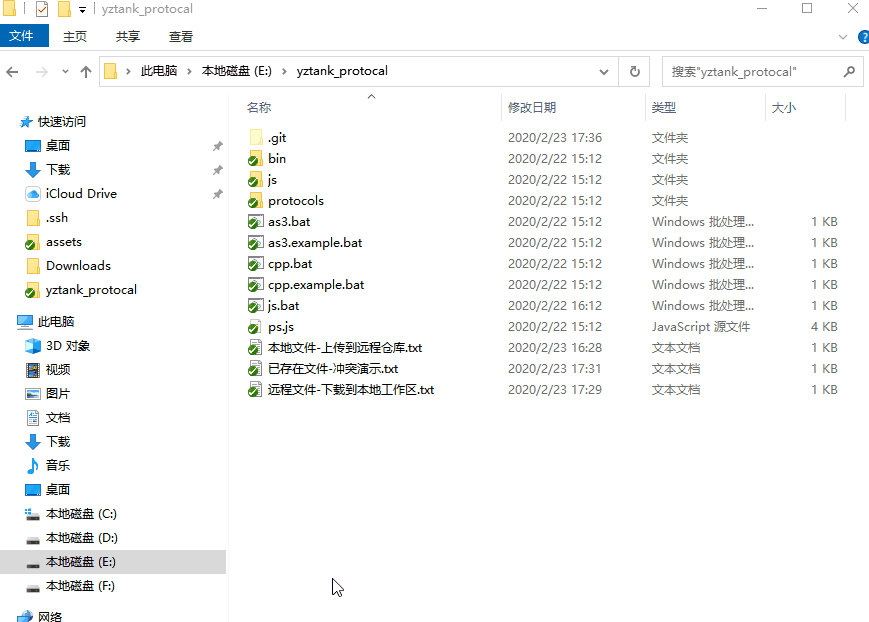 yztank_protocal
文件 主页 共享 查看
此电脑 本地磁盘 (E:) yztank_protocal 搜索"yztank_protocal"
名称 修改日期 类型 大小
快速访问
桌面
下载
iCloud Drive
.ssh
assets
Downloads
yztank_protocal
此电脑
3D 对象
视频
图片
文档
下载
音乐
桌面
本地磁盘 (C:)
本地磁盘 (D:)
本地磁盘 (E:)
本地磁盘 (F:)
网络
.git 2020/2/23 17:36 文件夹
bin 2020/2/22 15:12 文件夹
js 2020/2/22 15:12 文件夹
protocols 2020/2/22 15:12 文件夹
as3.bat 2020/2/22 15:12 Windows 批处理... 1 KB
as3.example.bat 2020/2/22 15:12 Windows 批处理... 1 KB
cpp.bat 2020/2/22 15:12 Windows 批处理... 1 KB
cpp.example.bat 2020/2/22 15:12 Windows 批处理... 1 KB
js.bat 2020/2/22 16:12 Windows 批处理... 1 KB
ps.js 2020/2/22 15:12 JavaScript 源文件 4 KB
本地文件-上传到远程仓库.txt 2020/2/23 16:28 文本文档 1 KB
已存在文件-冲突演示.txt 2020/2/23 17:31 文本文档 1 KB
远程文件-下载到本地工作区.txt 2020/2/23 17:29 文本文档 1 KB